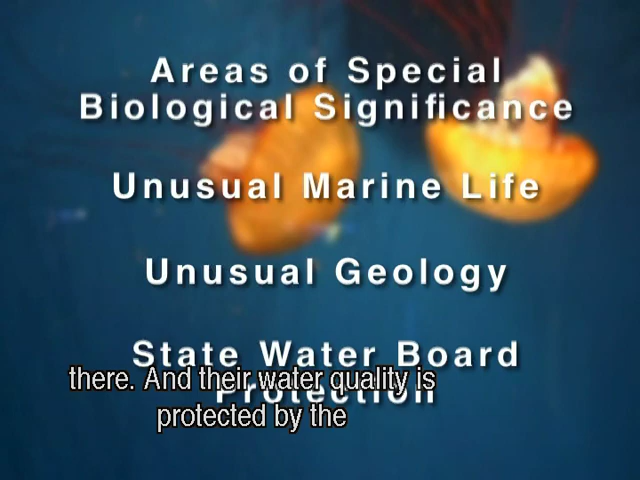 Areas of Special
Biological Significance
Unusual Marine Life
Unusual Geology
State Water Board
Protection
there. And their water quality is
protected by the